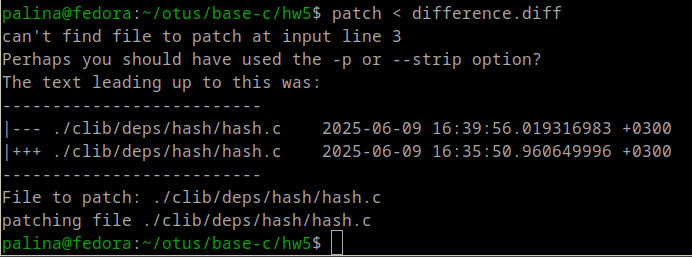 palina@fedora:~/otus/base-c/hw5$ patch < difference.diff
can't find file to patch at input line 3
Perhaps you should have used the -p or --strip option?
The text leading up to this was:
--------------------------
|--- ./clib/deps/hash/hash.c    2025-06-09 16:39:56.019316983 +0300
|+++ ./clib/deps/hash/hash.c    2025-06-09 16:35:50.960649996 +0300
--------------------------
File to patch: ./clib/deps/hash/hash.c
patching file ./clib/deps/hash/hash.c
palina@fedora:~/otus/base-c/hw5$